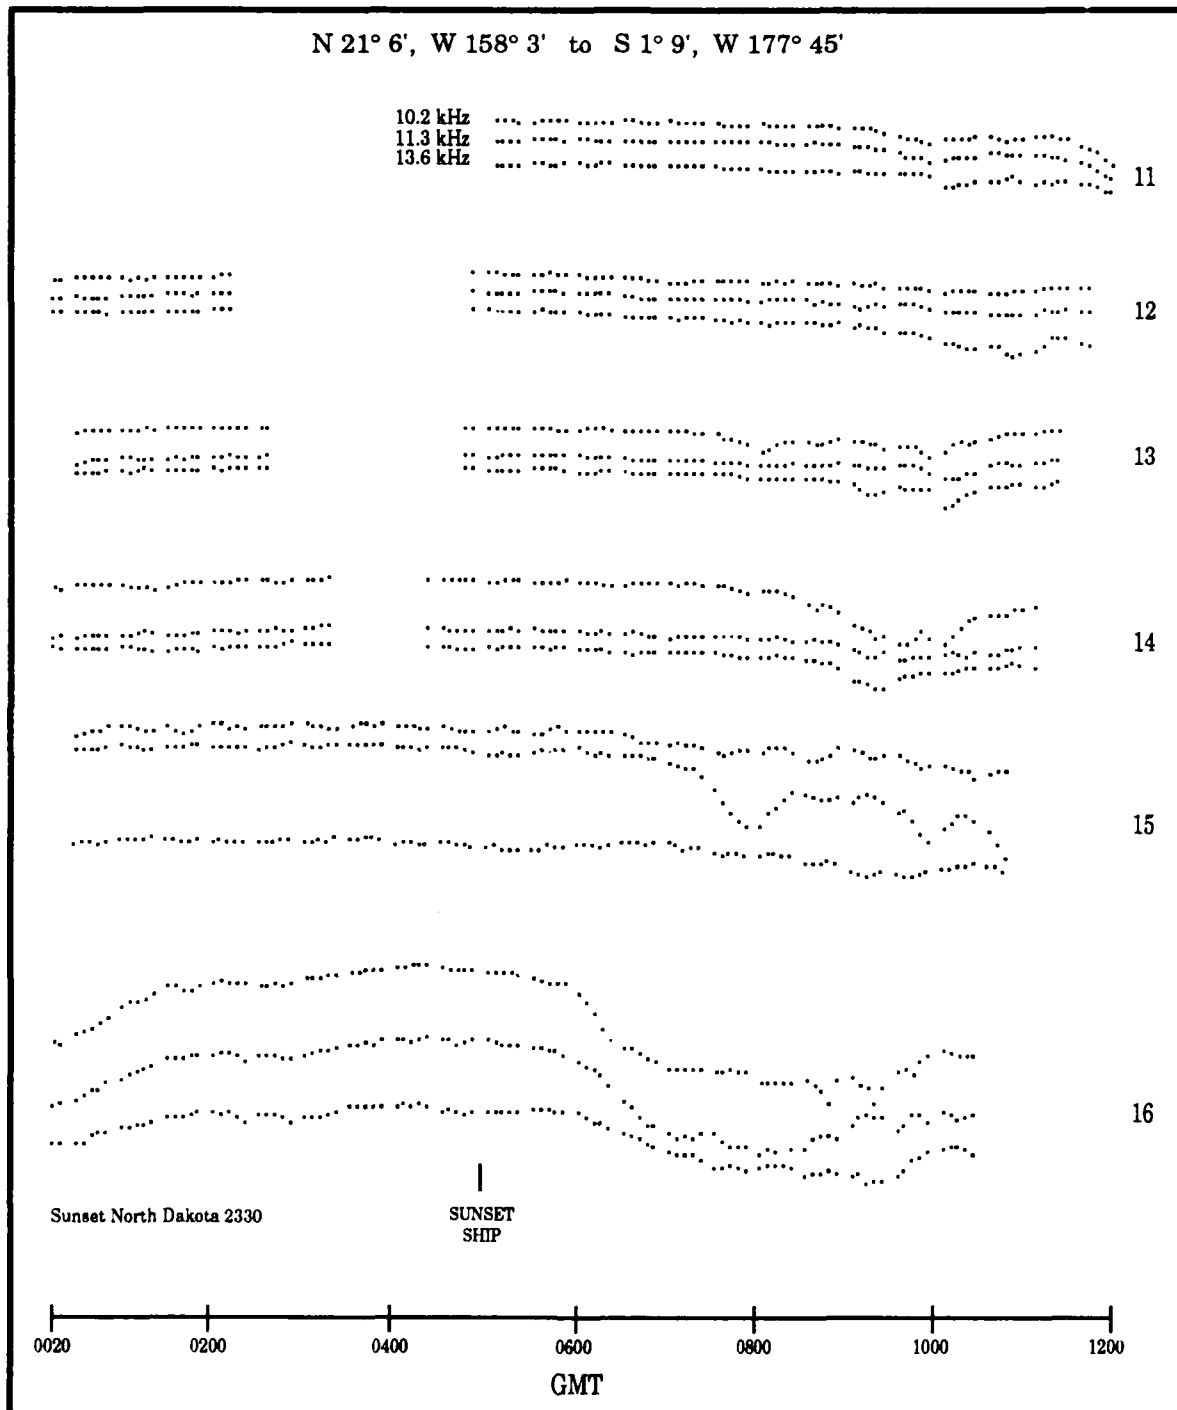 N 21° 6', W 158° 3' to S 1° 9', W 177° 45'
10.2 kHz
11.3 kHz
13.6 kHz
11
12
13
14
15
16
Sunset North Dakota 2330
SUNSET
SHIP
0020 0200 0400 0600 0800 1000 1200
GMT